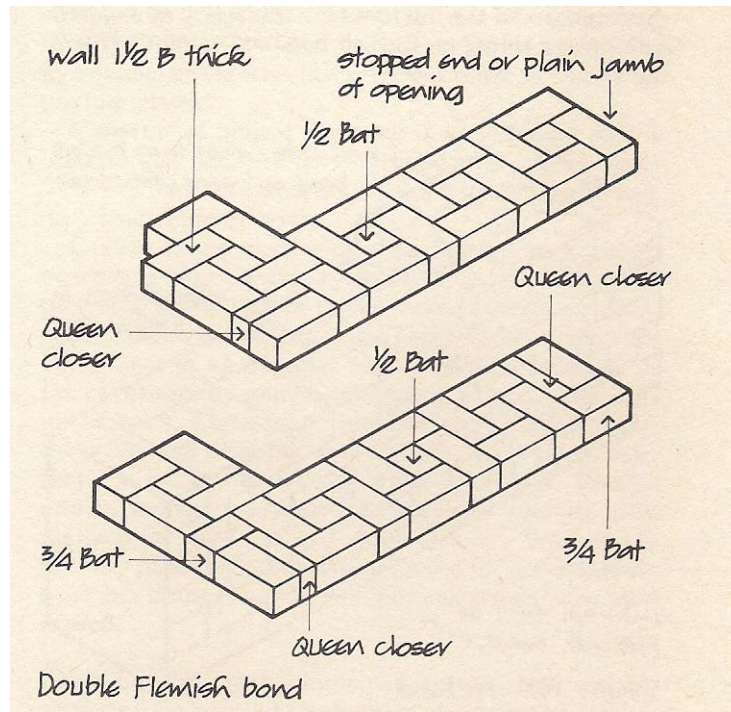 wall 1½ B thick
stopped end or plain jamb
of opening
½ Bat
Queen closer
Queen
closer
½ Bat
¾ Bat
¾ Bat
Queen closer
Double Flemish bond